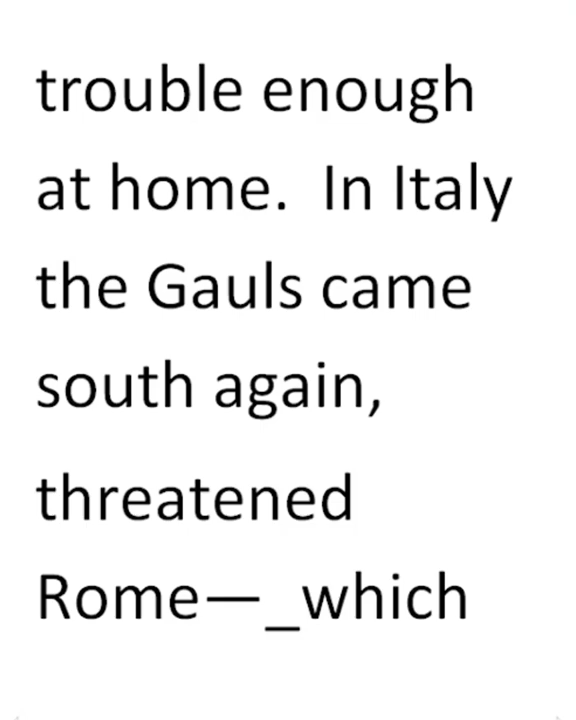 trouble enough
at home.  In Italy
the Gauls came
south again,
threatened
Rome—_which